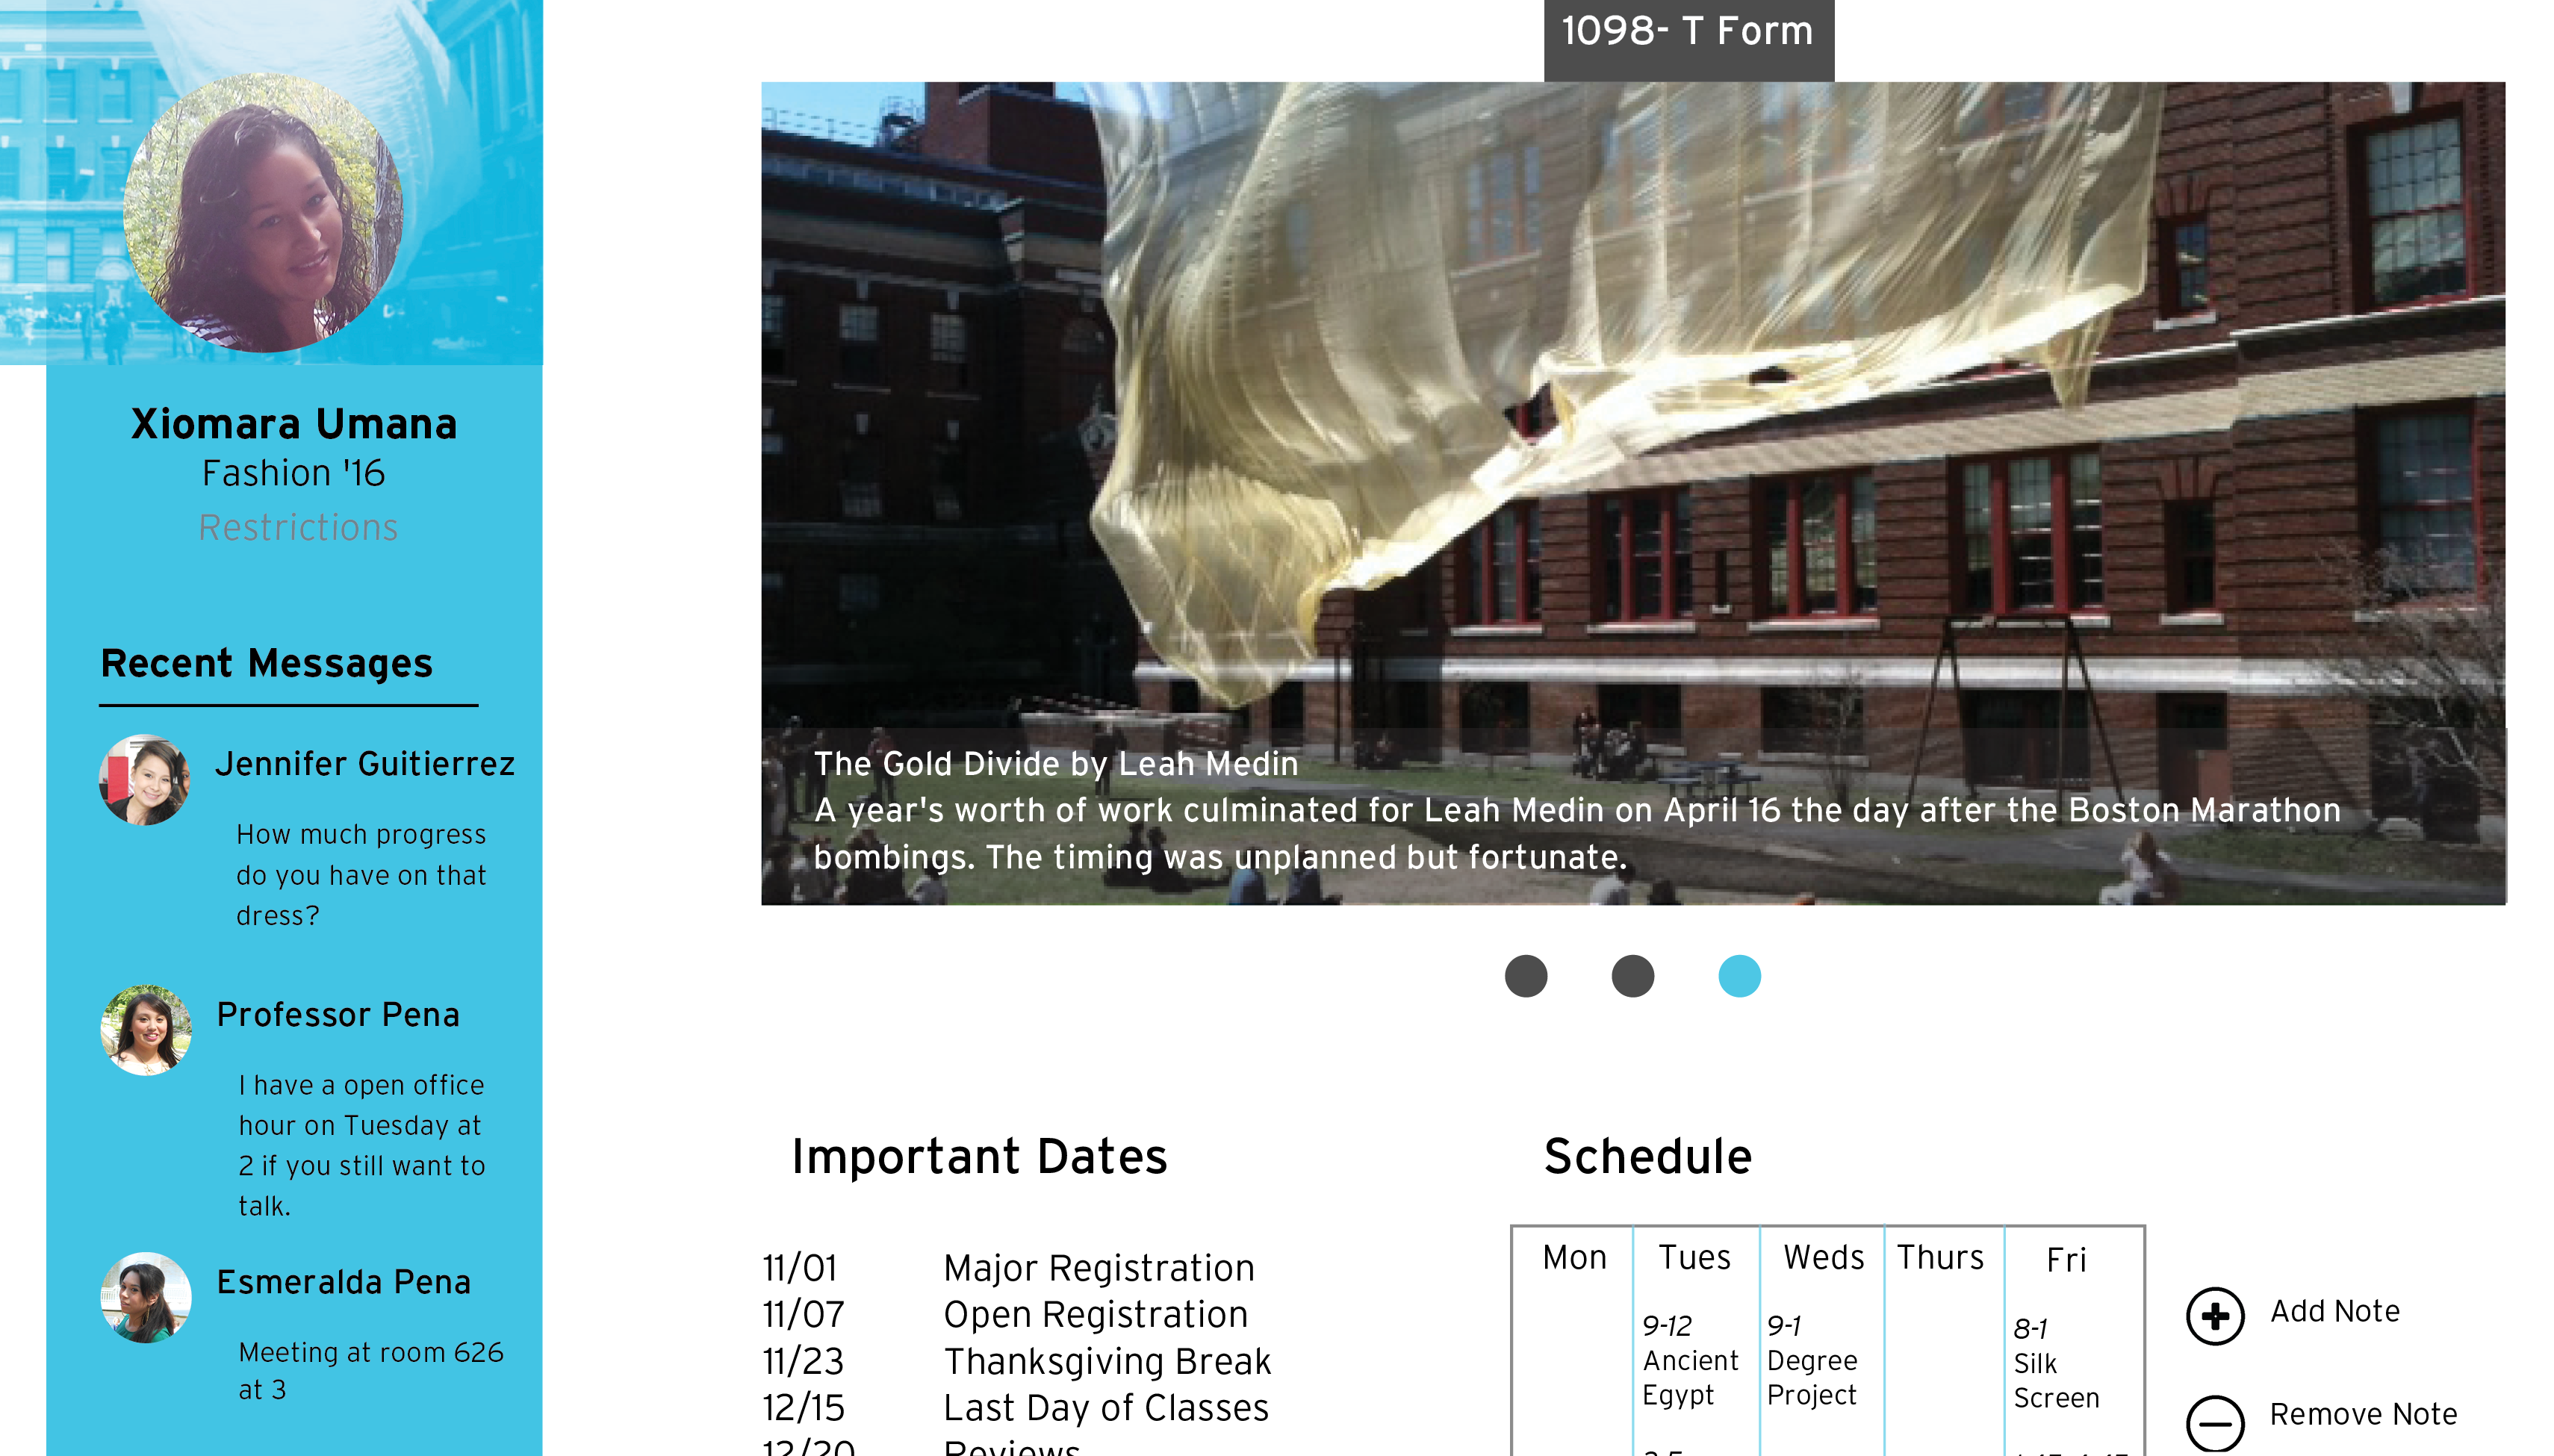 1098- T Form
Xiomara Umana
Fashion '16
Restrictions
Recent Messages
Jennifer Guitierrez
How much progress
do you have on that
dress?
Professor Pena
I have a open office
hour on Tuesday at
2 if you still want to
talk.
Esmeralda Pena
Meeting at room 626
at 3
The Gold Divide by Leah Medin
A year's worth of work culminated for Leah Medin on April 16 the day after the Boston Marathon
bombings. The timing was unplanned but fortunate.
Important Dates
11/01 Major Registration
11/07 Open Registration
11/23 Thanksgiving Break
12/15 Last Day of Classes
12/20 Reviews
Schedule
Mon Tues Weds Thurs Fri
9-12 9-1 8-1
Ancient Degree Silk
Egypt Project Screen
Add Note
Remove Note